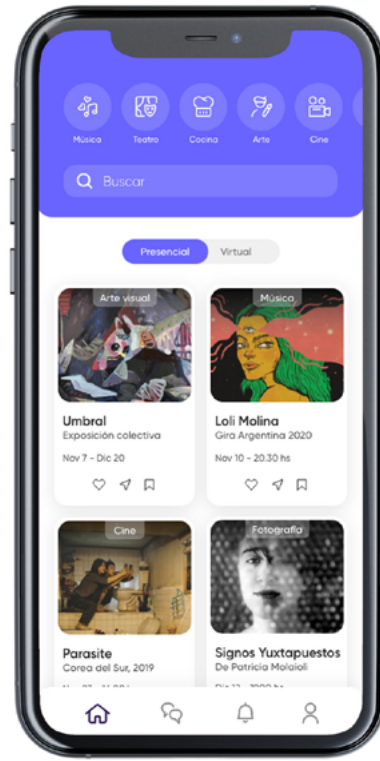 Música Teatro Cocina Arte Cine
Buscar
Presencial Virtual
Arte visual
Umbral
Exposición colectiva
Nov 7 - Dic 20
Música
Loli Molina
Gira Argentina 2020
Nov 10 - 20.30 hs
Cine
Parasite
Corea del Sur, 2019
Fotografía
Signos Yuxtapuestos
De Patricia Molaioli